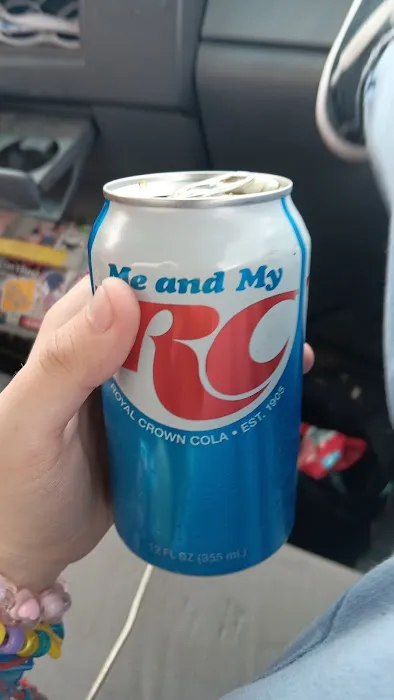 Me and My
RC
ROYAL CROWN COLA • EST. 1905
12 FL OZ (355 mL)